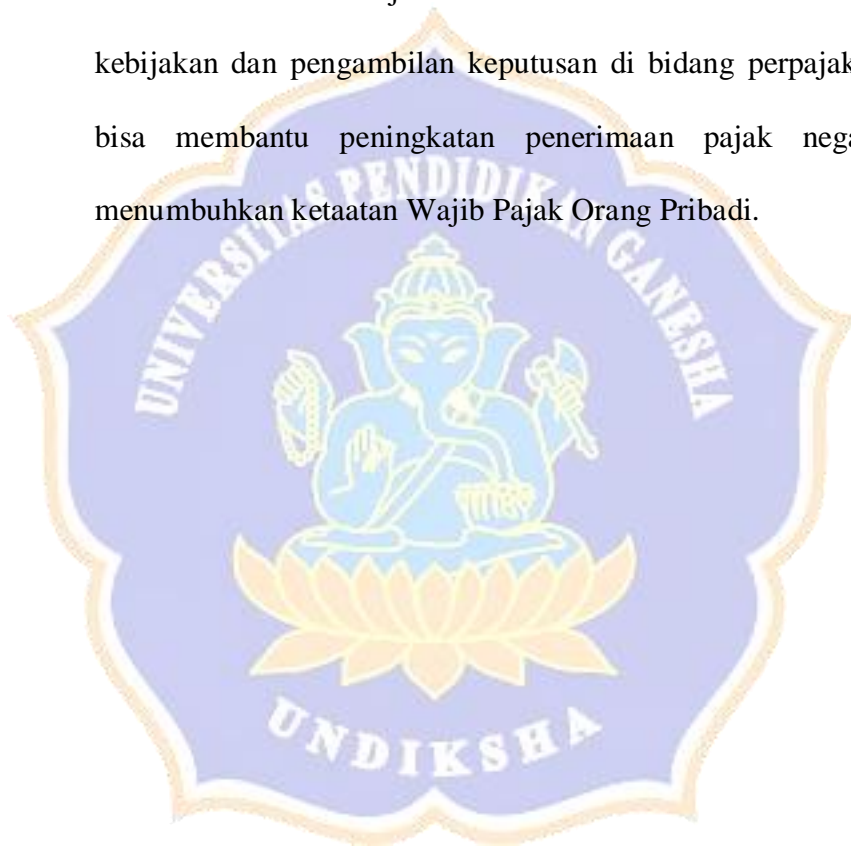 kebijakan dan pengambilan keputusan di bidang perpajak
bisa membantu peningkatan penerimaan pajak nega
menumbuhkan ketaatan Wajib Pajak Orang Pribadi.
UNIVERSITAS PENDIDIKAN GANESHA
UNDIKSHA